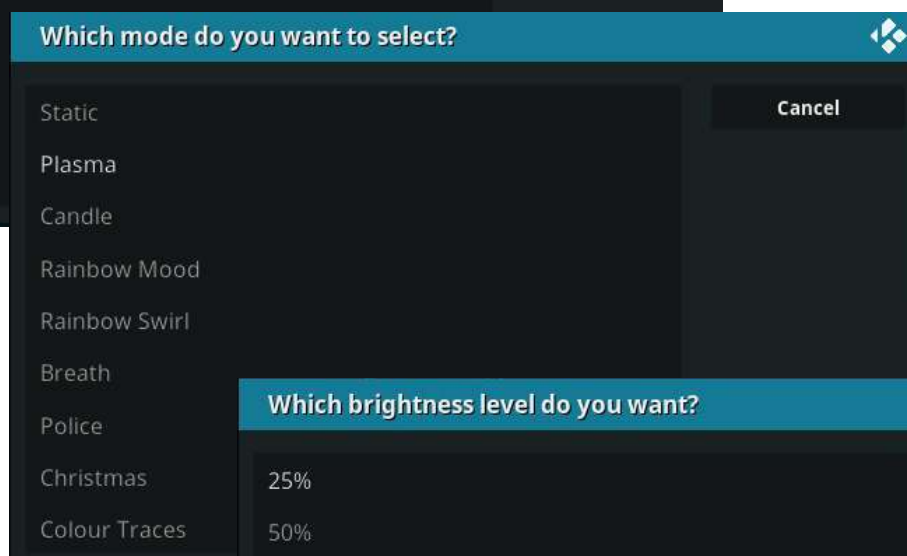 Which mode do you want to select?
Static
Cancel
Plasma
Candle
Rainbow Mood
Rainbow Swirl
Breath
Police
Christmas
Colour Traces
Which brightness level do you want?
25%
50%